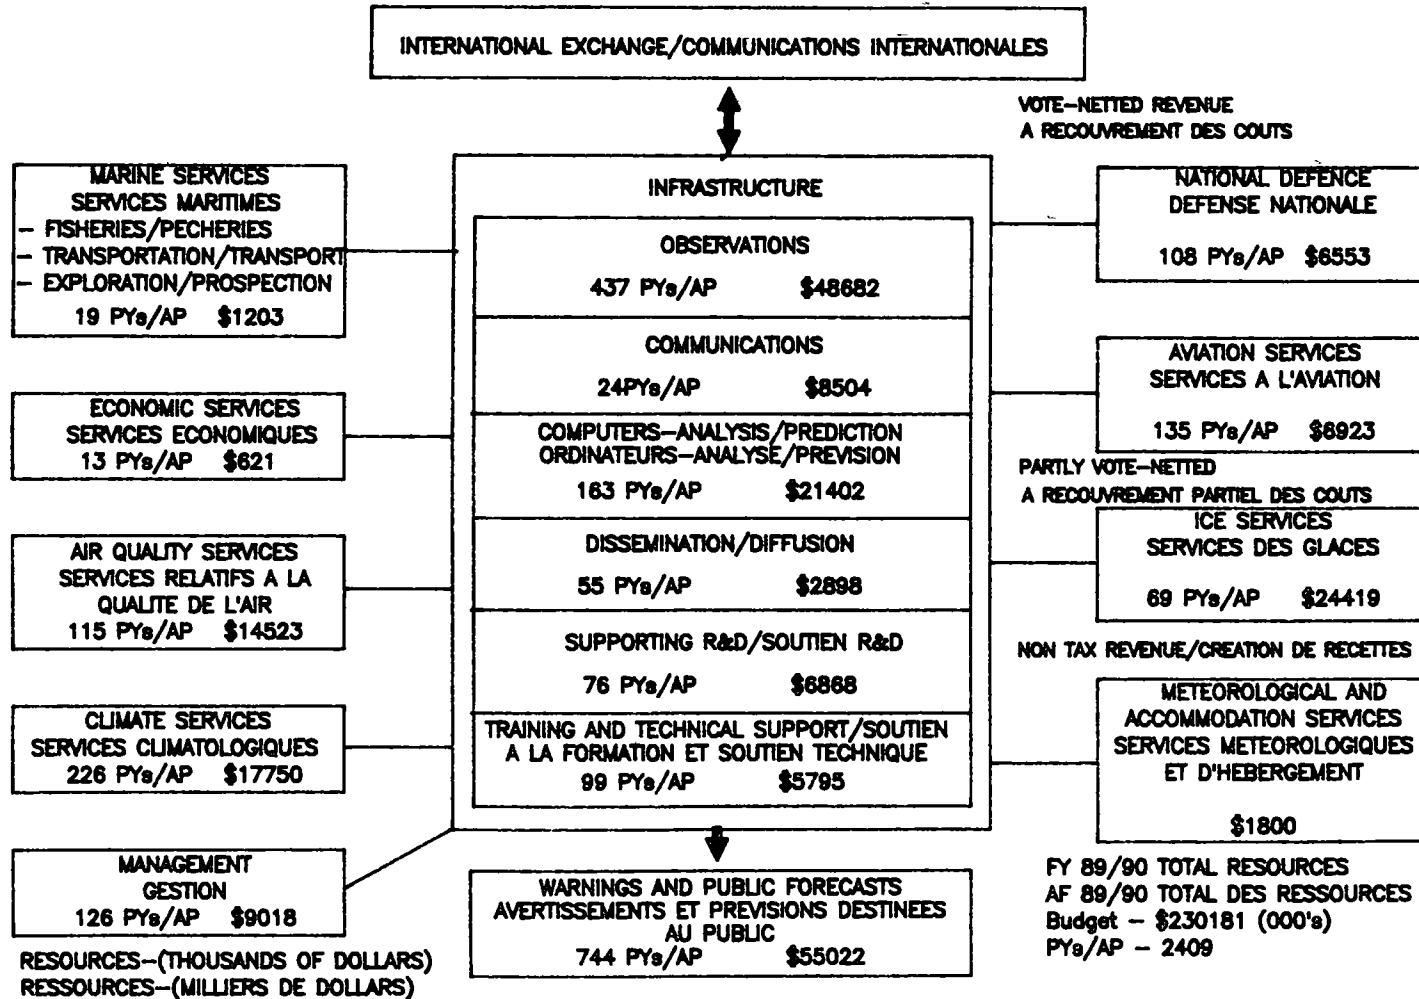 INTERNATIONAL EXCHANGE/COMMUNICATIONS INTERNATIONALES
VOTE-NETTED REVENUE
A RECOUVREMENT DES COUTS
MARINE SERVICES
SERVICES MARITIMES
- FISHERIES/PECHERIES
- TRANSPORTATION/TRANSPORT
- EXPLORATION/PROSPECTION
19 PYs/AP $1203
ECONOMIC SERVICES
SERVICES ECONOMIQUES
13 PYs/AP $621
AIR QUALITY SERVICES
SERVICES RELATIFS A LA
QUALITE DE L'AIR
115 PYs/AP $14523
CLIMATE SERVICES
SERVICES CLIMATOLOGIQUES
226 PYs/AP $17750
MANAGEMENT
GESTION
126 PYs/AP $9018
RESOURCES-(THOUSANDS OF DOLLARS)
RESSOURCES-(MILLIERS DE DOLLARS)
INFRASTRUCTURE
OBSERVATIONS
437 PYs/AP $48682
COMMUNICATIONS
24PYs/AP $8504
COMPUTERS-ANALYSIS/PREDICTION
ORDINATEURS-ANALYSE/PREVISION
163 PYs/AP $21402
DISSEMINATION/DIFFUSION
55 PYs/AP $2898
SUPPORTING R&D/SOUTIEN R&D
76 PYs/AP $6868
TRAINING AND TECHNICAL SUPPORT/SOUTIEN
A LA FORMATION ET SOUTIEN TECHNIQUE
99 PYs/AP $5795
WARNINGS AND PUBLIC FORECASTS
AVERTISSEMENTS ET PREVISIONS DESTINEES
AU PUBLIC
744 PYs/AP $55022
NATIONAL DEFENCE
DEFENSE NATIONALE
108 PYs/AP $6553
AVIATION SERVICES
SERVICES A L'AVIATION
135 PYs/AP $6923
PARTLY VOTE-NETTED
A RECOUVREMENT PARTIEL DES COUTS
ICE SERVICES
SERVICES DES GLACES
69 PYs/AP $24419
NON TAX REVENUE/CREATION DE RECETTES
METEOROLOGICAL AND
ACCOMMODATION SERVICES
SERVICES METEOROLOGIQUES
ET D'HEBERGEMENT
$1800
FY 89/90 TOTAL RESOURCES
AF 89/90 TOTAL DES RESSOURCES
Budget - $230181 (000's)
PYs/AP - 2409